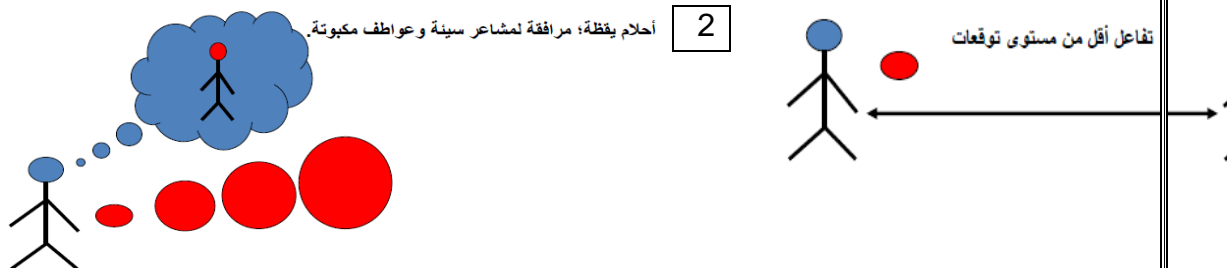 تفاعل أقل من مستوى توقعات
2
أحلام يقظة؛ مرافقة لمشاعر سيئة وعواطف مكبوتة.